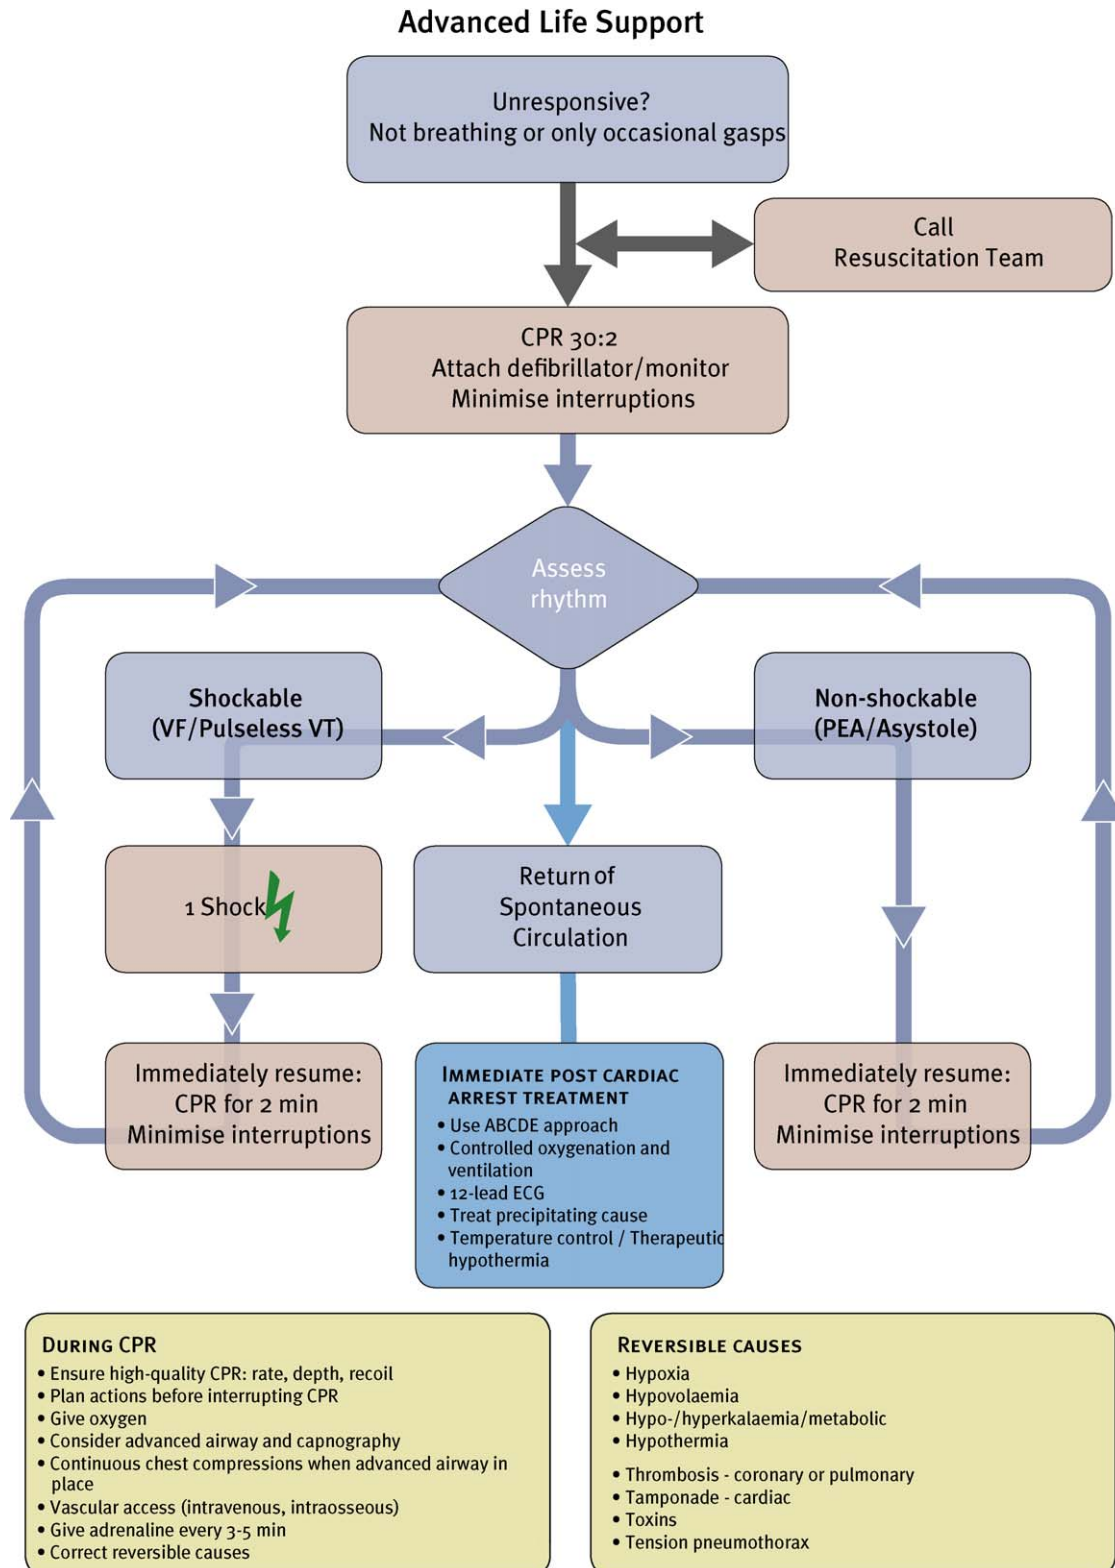 Advanced Life Support
Unresponsive?
Not breathing or only occasional gasps
Call
Resuscitation Team
CPR 30:2
Attach defibrillator/monitor
Minimise interruptions
Assess
rhythm
Shockable
(VF/Pulseless VT)
Non-shockable
(PEA/Asystole)
1 Shock
Return of
Spontaneous
Circulation
Immediately resume:
CPR for 2 min
Minimise interruptions
IMMEDIATE POST CARDIAC
ARREST TREATMENT
• Use ABCDE approach
• Controlled oxygenation and
ventilation
• 12-lead ECG
• Treat precipitating cause
• Temperature control / Therapeutic
hypothermia
Immediately resume:
CPR for 2 min
Minimise interruptions
DURING CPR
• Ensure high-quality CPR: rate, depth, recoil
• Plan actions before interrupting CPR
• Give oxygen
• Consider advanced airway and capnography
• Continuous chest compressions when advanced airway in
place
• Vascular access (intravenous, intraosseous)
• Give adrenaline every 3-5 min
• Correct reversible causes
REVERSIBLE CAUSES
• Hypoxia
• Hypovolaemia
• Hypo-/hyperkalaemia/metabolic
• Hypothermia
• Thrombosis - coronary or pulmonary
• Tamponade - cardiac
• Toxins
• Tension pneumothorax